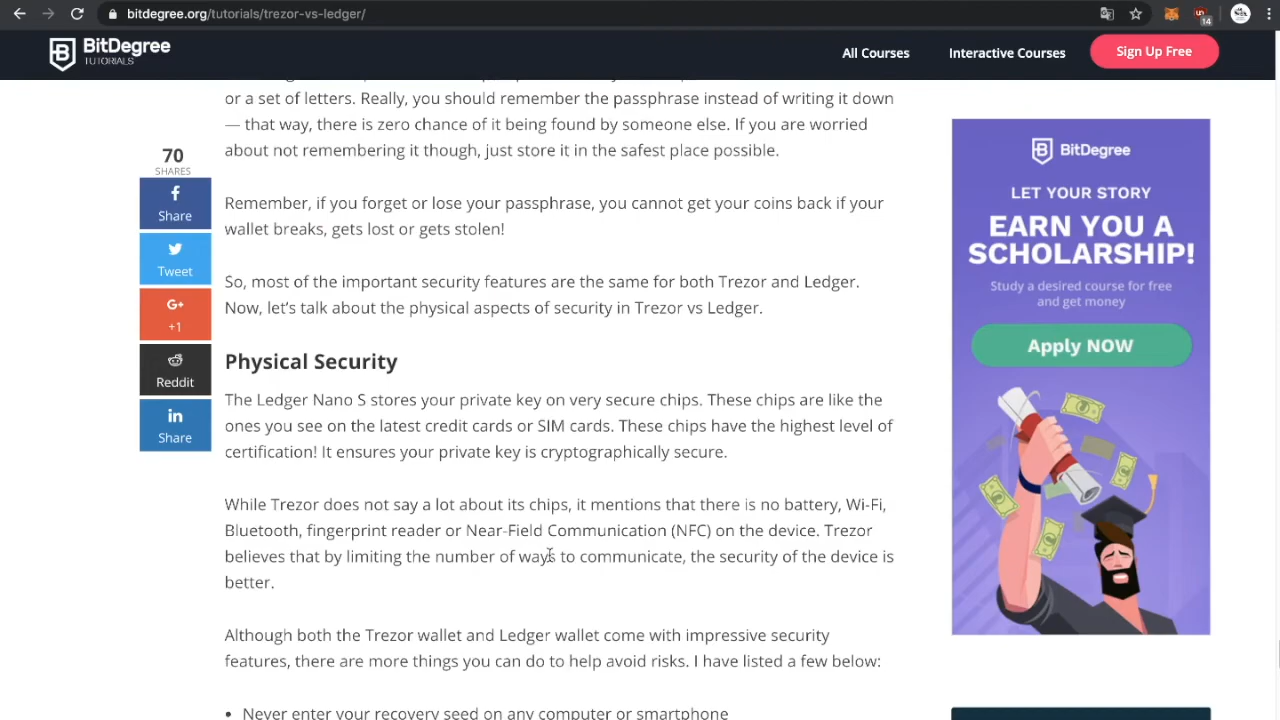 bitdegree.org/tutorials/trezor-vs-ledger/
14
BitDegree
TUTORIALS
All Courses
Interactive Courses
Sign Up Free
or a set of letters. Really, you should remember the passphrase instead of writing it down
— that way, there is zero chance of it being found by someone else. If you are worried
about not remembering it though, just store it in the safest place possible.
Remember, if you forget or lose your passphrase, you cannot get your coins back if your
wallet breaks, gets lost or gets stolen!
So, most of the important security features are the same for both Trezor and Ledger.
Now, let’s talk about the physical aspects of security in Trezor vs Ledger.
Physical Security
The Ledger Nano S stores your private key on very secure chips. These chips are like the
ones you see on the latest credit cards or SIM cards. These chips have the highest level of
certification! It ensures your private key is cryptographically secure.
While Trezor does not say a lot about its chips, it mentions that there is no battery, Wi-Fi,
Bluetooth, fingerprint reader or Near-Field Communication (NFC) on the device. Trezor
believes that by limiting the number of ways to communicate, the security of the device is
better.
Although both the Trezor wallet and Ledger wallet come with impressive security
features, there are more things you can do to help avoid risks. I have listed a few below:
• Never enter your recovery seed on any computer or smartphone
70
SHARES
f
Share
Tweet
G+
+1
Reddit
in
Share
BitDegree
LET YOUR STORY
EARN YOU A
SCHOLARSHIP!
Study a desired course for free
and get money
Apply NOW